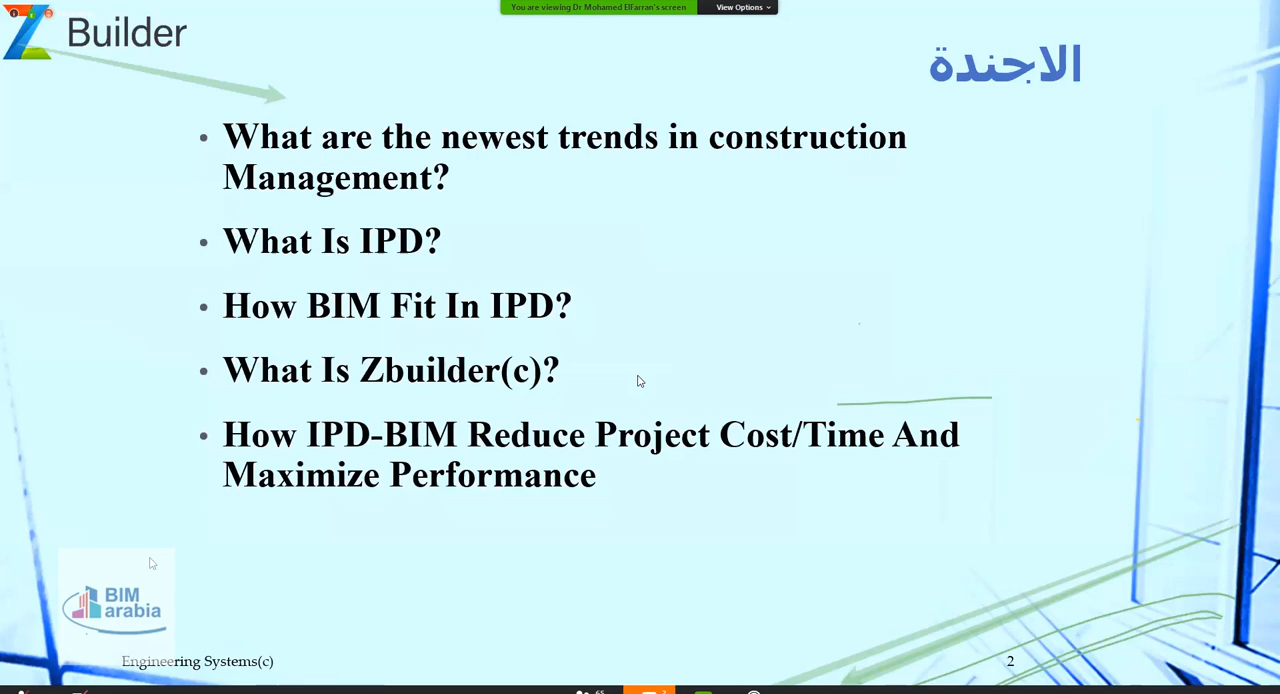 You are viewing Dr Mohamed ElFarran's screen
View Options
Builder
الاجندة
• What are the newest trends in construction
Management?
• What Is IPD?
• How BIM Fit In IPD?
• What Is Zbuilder(c)?
• How IPD-BIM Reduce Project Cost/Time And
Maximize Performance
BIM
arabia
Engineering Systems(c)
2
65